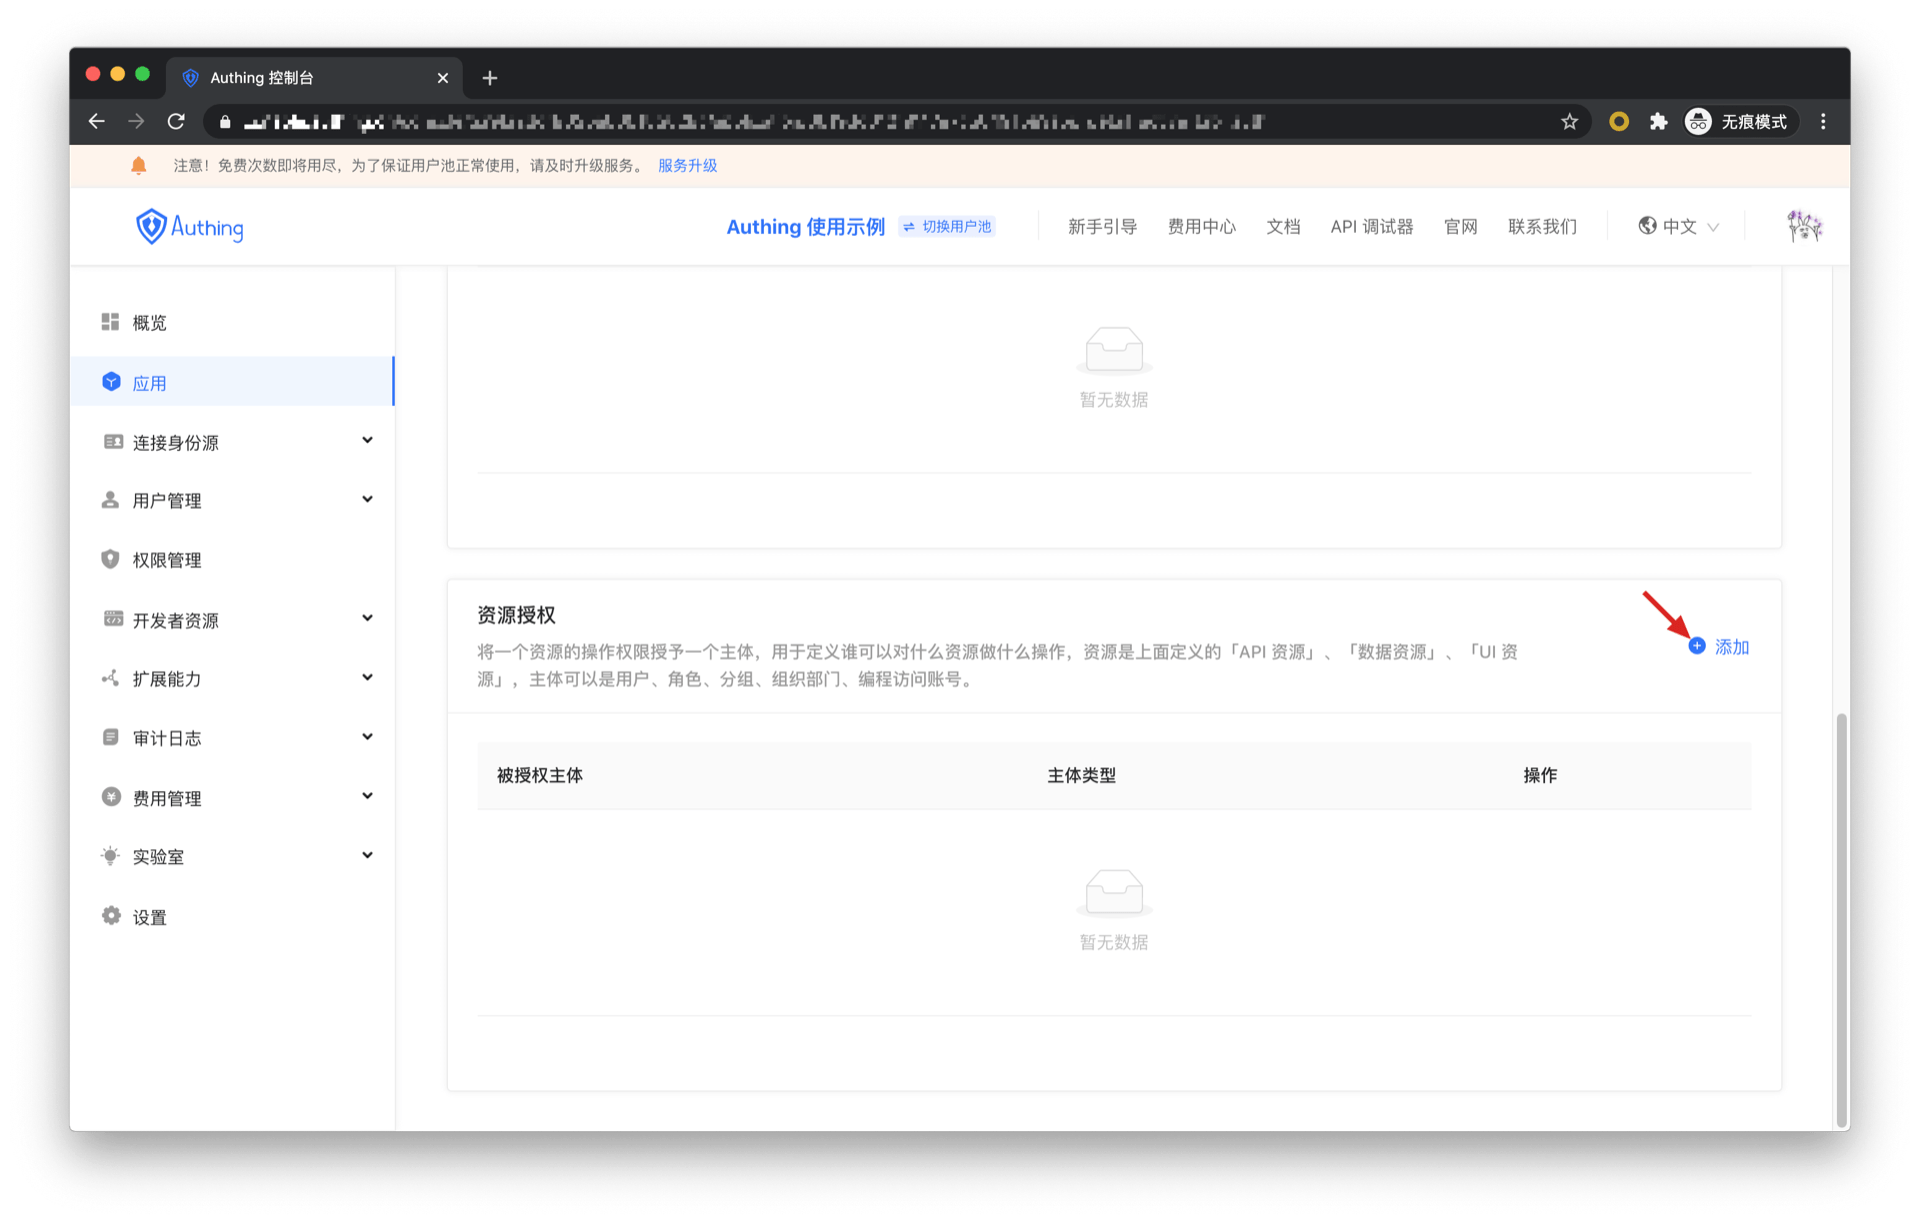 Authing 控制台
无痕模式
注意！免费次数即将用尽，为了保证用户池正常使用，请及时升级服务。 服务升级
Authing
Authing 使用示例
切换用户池
新手引导
费用中心
文档
API 调试器
官网
联系我们
中文
概览
应用
连接身份源
用户管理
权限管理
开发者资源
扩展能力
审计日志
费用管理
实验室
设置
暂无数据
资源授权
将一个资源的操作权限授予一个主体，用于定义谁可以对什么资源做什么操作，资源是上面定义的「API 资源」、「数据资源」、「UI 资
源」，主体可以是用户、角色、分组、组织部门、编程访问账号。
添加
被授权主体
主体类型
操作
暂无数据